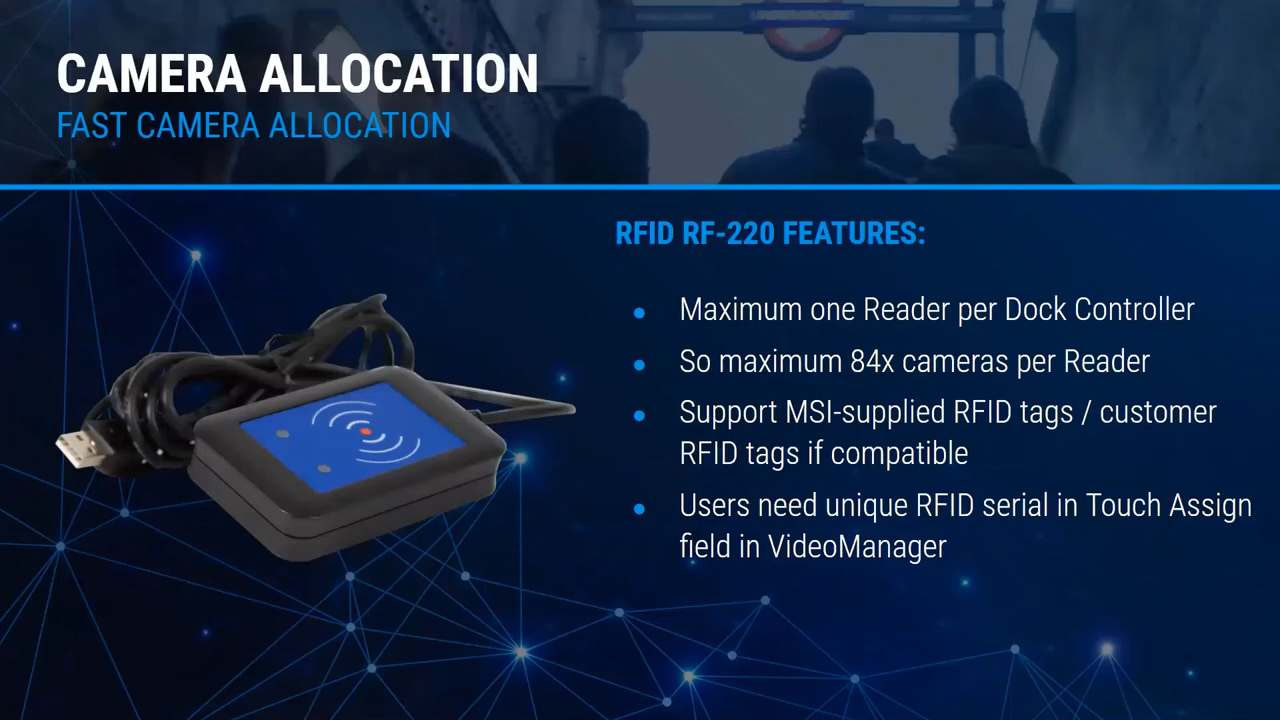 CAMERA ALLOCATION
FAST CAMERA ALLOCATION
RFID RF-220 FEATURES:
● Maximum one Reader per Dock Controller
● So maximum 84x cameras per Reader
● Support MSI-supplied RFID tags / customer
RFID tags if compatible
● Users need unique RFID serial in Touch Assign
field in VideoManager